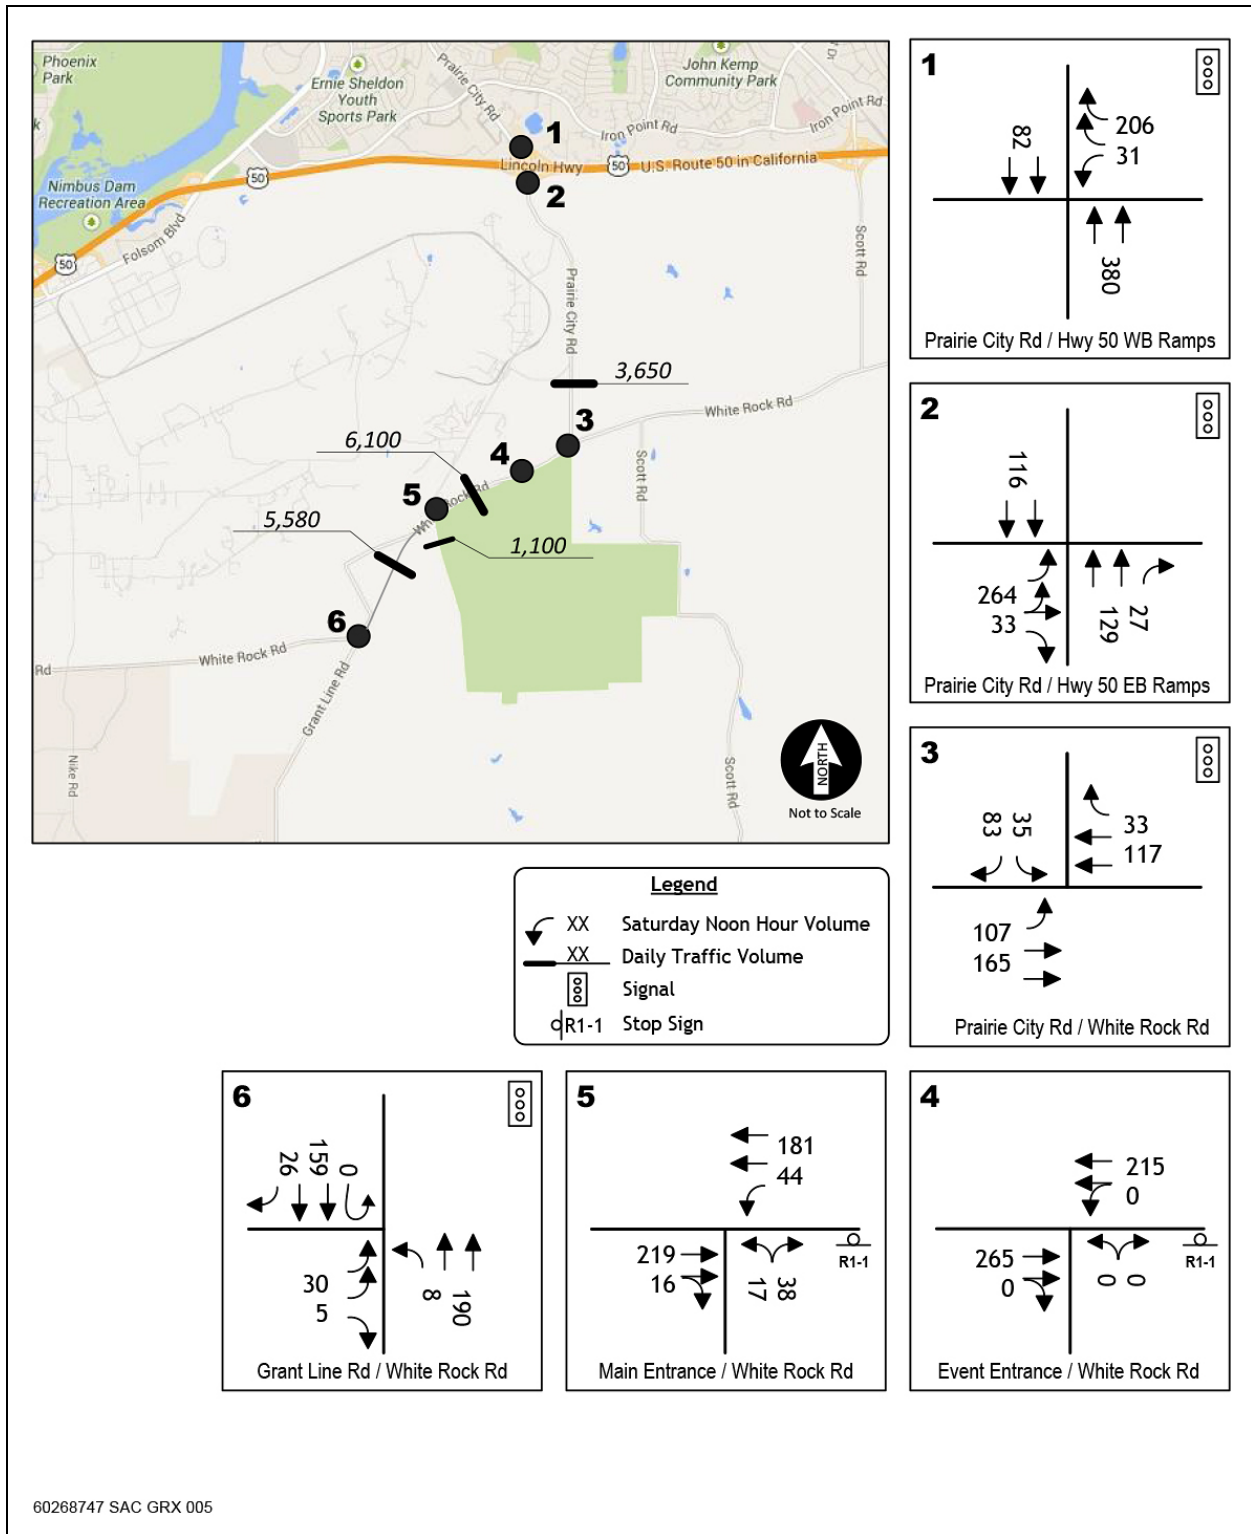 Phoenix
Park
k
Ernie Sheldon
Youth
Sports Park
Prairie City Rd
John Kemp
Community Park
Iron Point Rd
Iron Point Rd
1
Lincoln Hwy
50
U.S. Route 50 in California
50
2
Nimbus Dam
Recreation Area
Folsom Blvd
50
Scott Rd
Prairie City Rd
3,650
White Rock Rd
3
6,100
4
Scott Rd
5
White Rock Rd
5,580
1,100
6
White Rock Rd
Rd
Grant Line Rd
Nike Rd
Scott Rd
NORTH
Not to Scale
1
82
206
31
380
Prairie City Rd / Hwy 50 WB Ramps
2
116
264
33
129
27
Prairie City Rd / Hwy 50 EB Ramps
3
83
35
33
117
107
165
Prairie City Rd / White Rock Rd
Legend
XX Saturday Noon Hour Volume
XX Daily Traffic Volume
Signal
R1-1 Stop Sign
6
26
159
0
30
5
8
190
Grant Line Rd / White Rock Rd
5
181
44
219
16
17
38
R1-1
Main Entrance / White Rock Rd
4
215
0
265
0
0
0
R1-1
Event Entrance / White Rock Rd
60268747 SAC GRX 005